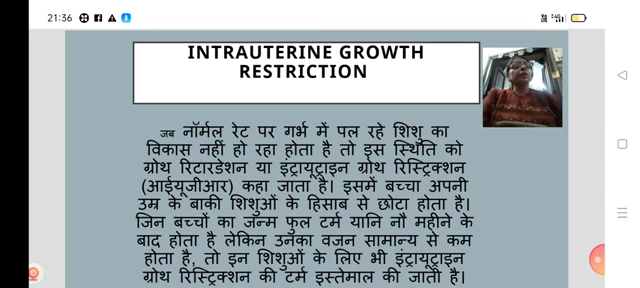 21:36
INTRAUTERINE GROWTH
RESTRICTION
जब नॉर्मल रेट पर गर्भ में पल रहे शिशु का
विकास नहीं हो रहा होता है तो इस स्थिति को
ग्रोथ रिटारडेशन या इंट्रायूट्राइन ग्रोथ रिस्ट्रिक्शन
(आईयूजीआर) कहा जाता है। इसमें बच्चा अपनी
उम्र के बाकी शिशुओं के हिसाब से छोटा होता है।
जिन बच्चों का जन्म फुल टर्म यानि नौ महीने के
बाद होता है लेकिन उनका वजन सामान्य से कम
होता है, तो इन शिशुओं के लिए भी इंट्रायूट्राइन
ग्रोथ रिस्ट्रिक्शन की टर्म इस्तेमाल की जाती है।